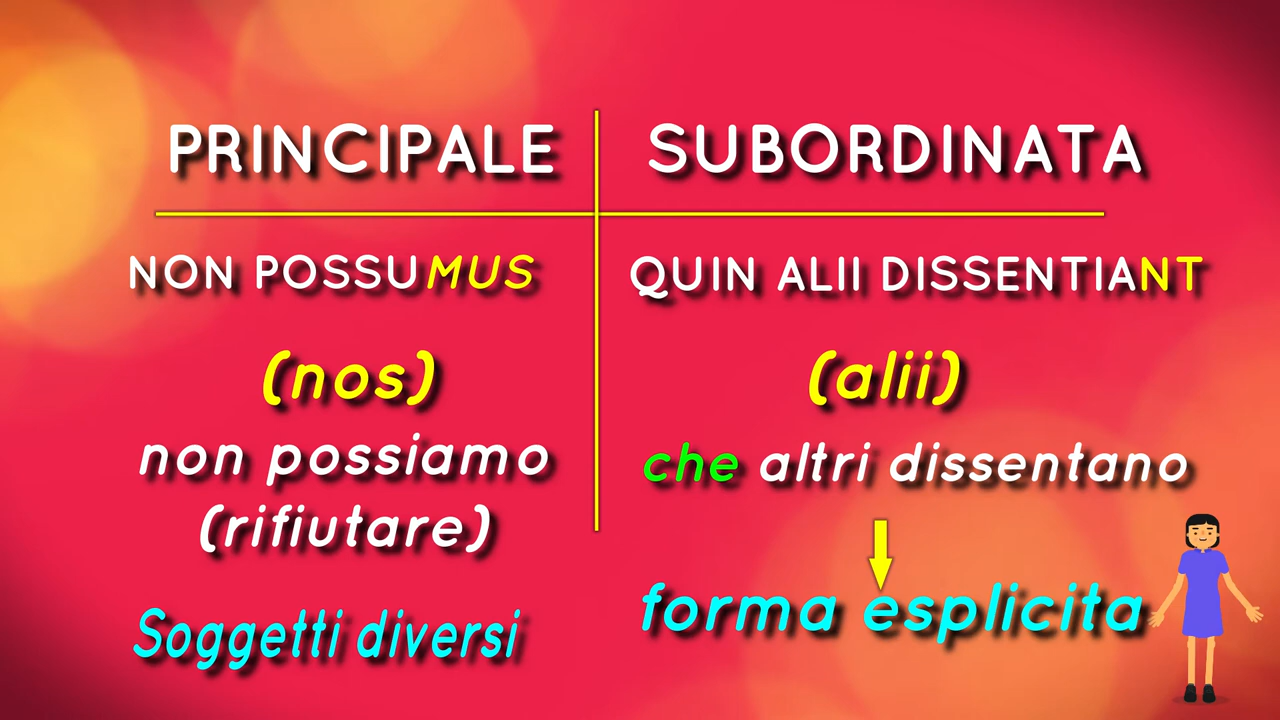 PRINCIPALE
NON POSSUMUS
(nos)
non possiamo
(rifiutare)
Soggetti diversi
SUBORDINATA
QUIN ALII DISSENTIANT
(alii)
che altri dissentano
forma esplicita